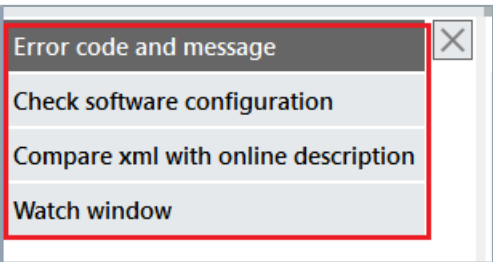 Error code and message
Check software configuration
Compare xml with online description
Watch window